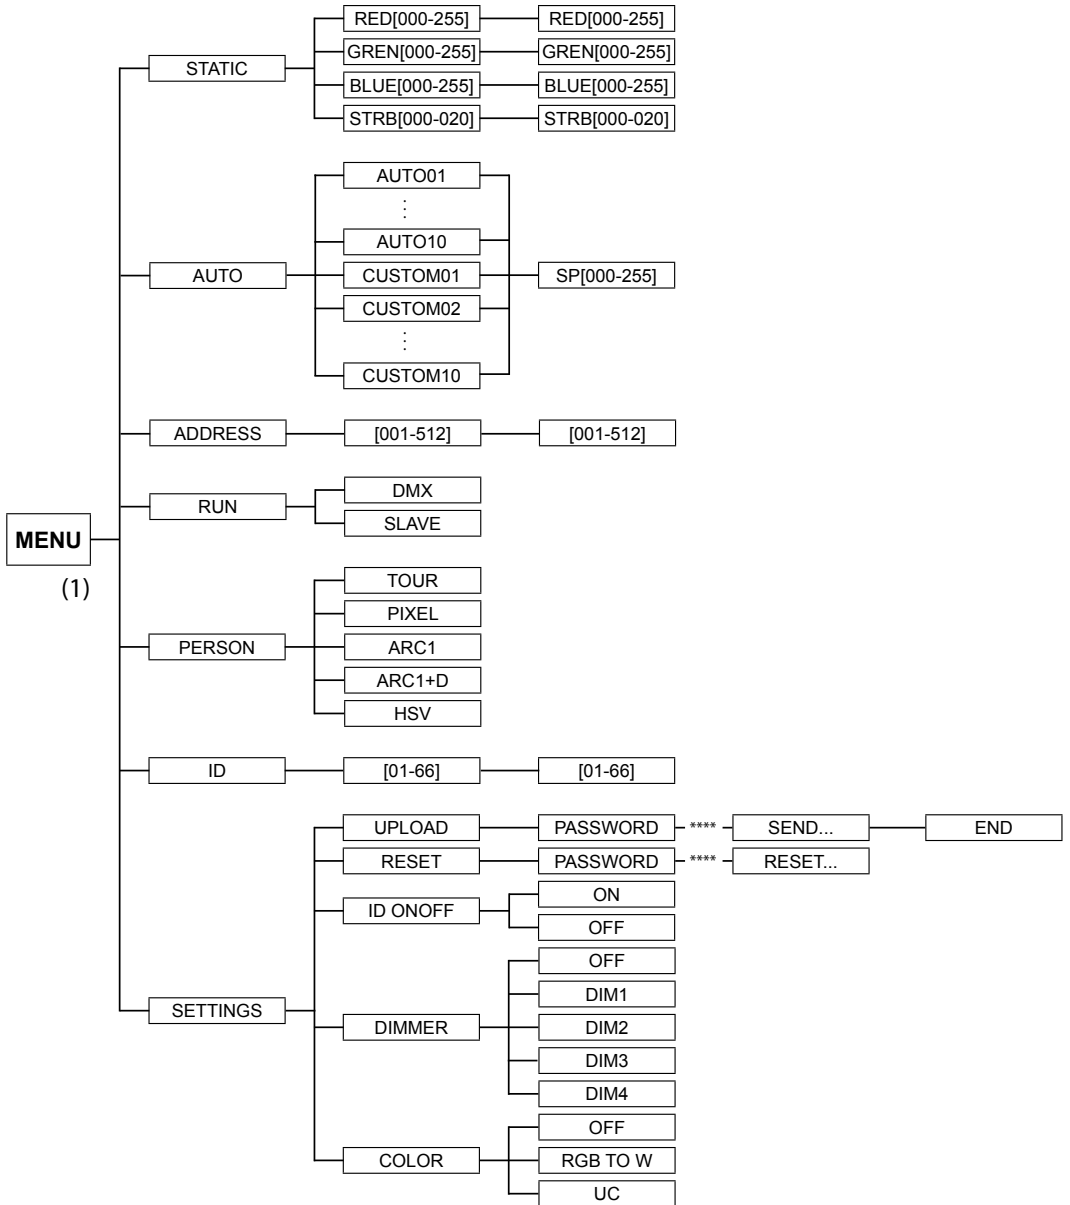 RED[000-255] RED[000-255]
GREN[000-255] GREN[000-255]
STATIC
BLUE[000-255] BLUE[000-255]
STRB[000-020] STRB[000-020]
AUTO01
AUTO10
AUTO CUSTOM01 SP[000-255]
CUSTOM02
CUSTOM10
ADDRESS [001-512] [001-512]
DMX
RUN
SLAVE
MENU
(1)
TOUR
PIXEL
PERSON ARC1
ARC1+D
HSV
ID [01-66] [01-66]
UPLOAD PASSWORD **** SEND... END
RESET PASSWORD **** RESET...
ON
ID ONOFF
OFF
OFF
DIM1
SETTINGS
DIMMER DIM2
DIM3
DIM4
OFF
COLOR RGB TO W
UC